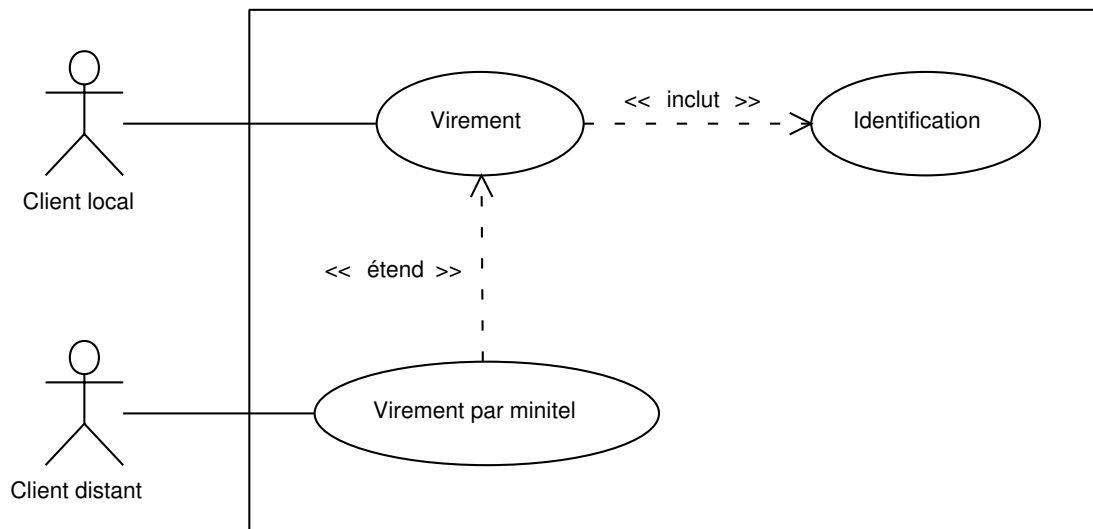 Virement
<< inclut >>
Identification
Client local
<< étend >>
Virement par minitel
Client distant